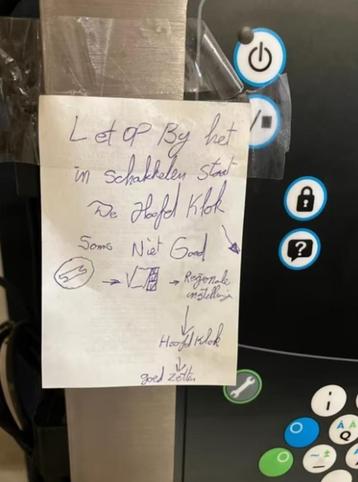 Let OP By het
in schakkelen staat
De Hoofd Klok
Soms Niet Goed
→ → Regionale
instelling
Hoofd Klok
goed zetten
i
A
Q
?